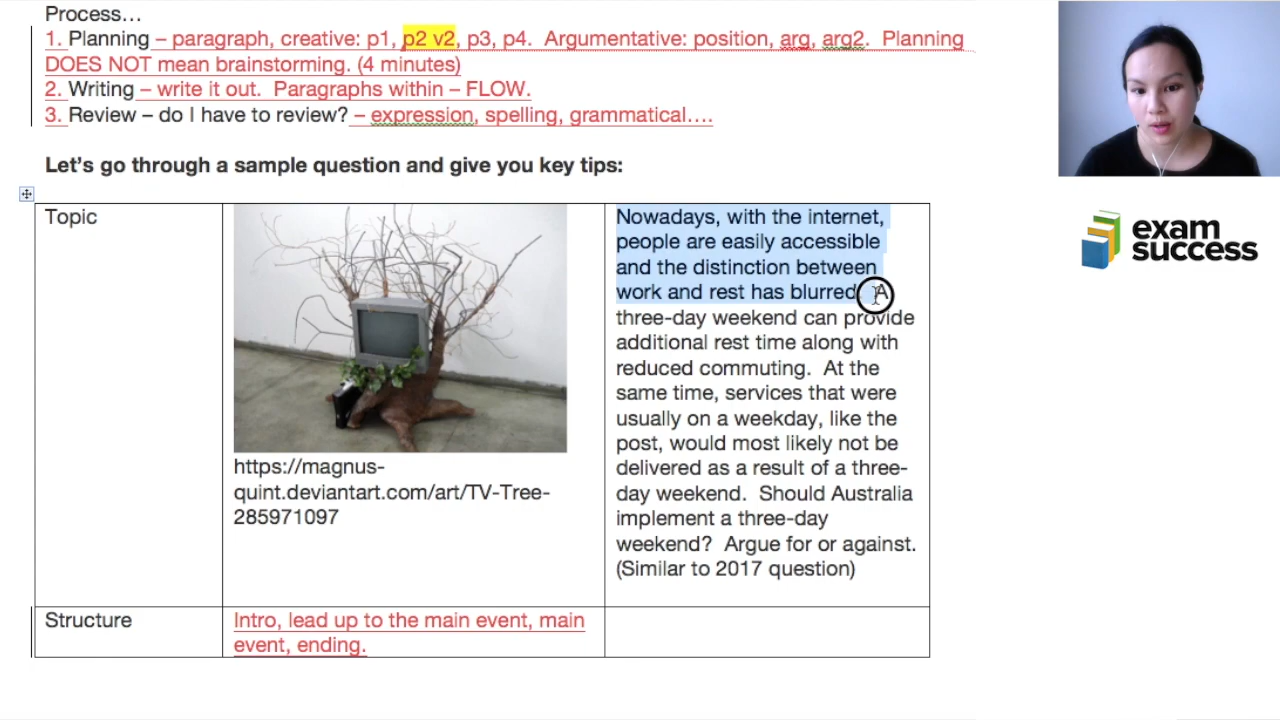 Process…
1. Planning – paragraph, creative: p1, p2 v2, p3, p4.  Argumentative: position, arg, arg2.  Planning
DOES NOT mean brainstorming. (4 minutes)
2. Writing – write it out.  Paragraphs within – FLOW.
3. Review – do I have to review? – expression, spelling, grammatical….
Let's go through a sample question and give you key tips:
Topic
https://magnus-
quint.deviantart.com/art/TV-Tree-
285971097
Nowadays, with the internet,
people are easily accessible
and the distinction between
work and rest has blurred. A
three-day weekend can provide
additional rest time along with
reduced commuting.  At the
same time, services that were
usually on a weekday, like the
post, would most likely not be
delivered as a result of a three-
day weekend.  Should Australia
implement a three-day
weekend?  Argue for or against.
(Similar to 2017 question)
Structure
Intro, lead up to the main event, main
event, ending.
exam
success